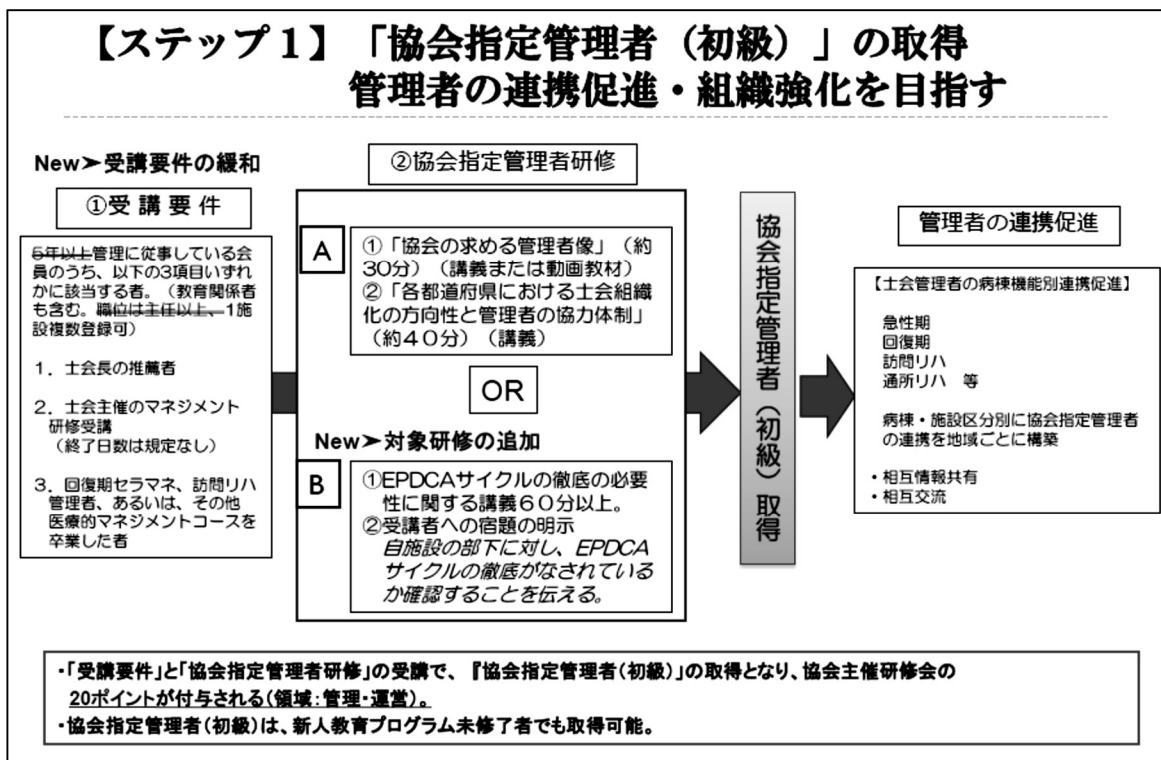 【ステップ１】「協会指定管理者（初級）」の取得
管理者の連携促進・組織強化を目指す
New➢受講要件の緩和
①受 講 要 件
5年以上管理に従事している会
員のうち、以下の3項目いずれ
かに該当する者。（教育関係者
も含む。職位は主任以上、1施
設複数登録可）
1．士会長の推薦者
2．士会主催のマネジメント
研修受講
（終了日数は規定なし）
3．回復期セラマネ、訪問リハ
管理者、あるいは、その他
医療的マネジメントコースを
卒業した者
②協会指定管理者研修
A
①「協会の求める管理者像」（約
30分）（講義または動画教材）
②「各都道府県における士会組織
化の方向性と管理者の協力体制」
（約４０分）（講義）
OR
New➢対象研修の追加
B
①EPDCAサイクルの徹底の必要
性に関する講義６０分以上。
②受講者への宿題の明示
自施設の部下に対し、EPDCA
サイクルの徹底がなされている
か確認することを伝える。
協会指定管理者（初級）取得
管理者の連携促進
【士会管理者の病棟機能別連携促進】
急性期
回復期
訪問リハ
通所リハ　等
病棟・施設区分別に協会指定管理者
の連携を地域ごとに構築
・相互情報共有
・相互交流
・「受講要件」と「協会指定管理者研修」の受講で、『協会指定管理者（初級）」の取得となり、協会主催研修会の
20ポイントが付与される（領域：管理・運営）。
・協会指定管理者（初級）は、新人教育プログラム未修了者でも取得可能。